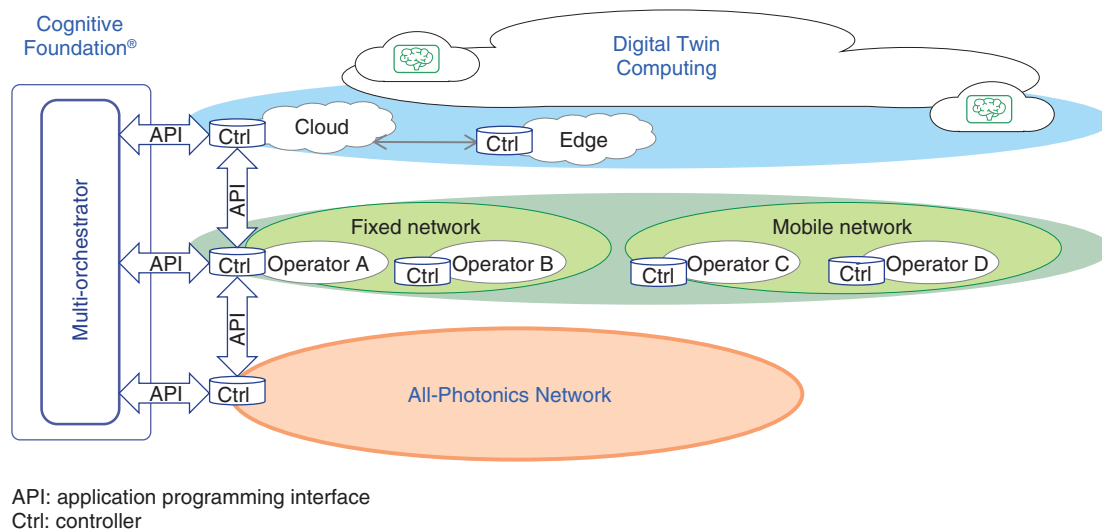 Cognitive
Foundation®
Digital Twin
Computing
Multi-orchestrator
API
Ctrl
Cloud
Ctrl
Edge
API
Fixed network
Mobile network
API
Ctrl
Operator A
Ctrl
Operator B
Ctrl
Operator C
Ctrl
Operator D
API
API
Ctrl
All-Photonics Network
API: application programming interface
Ctrl: controller